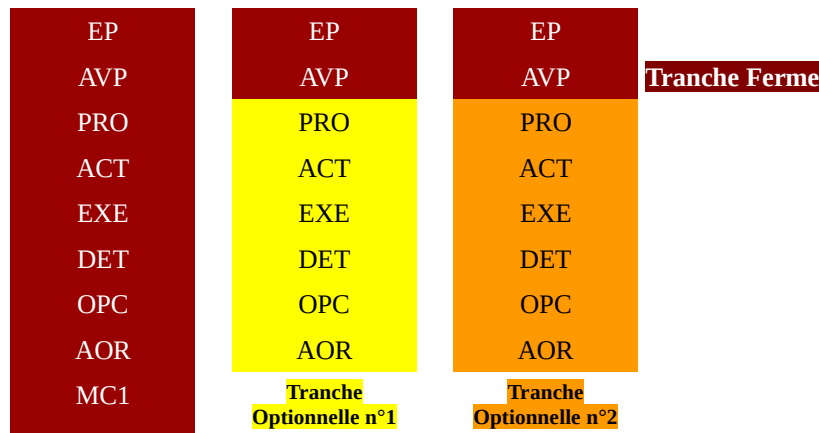 EP EP EP
AVP AVP AVP Tranche Ferme
PRO PRO PRO
ACT ACT ACT
EXE EXE EXE
DET DET DET
OPC OPC OPC
AOR AOR AOR
MC1 Tranche Tranche
Optionnelle n°1 Optionnelle n°2